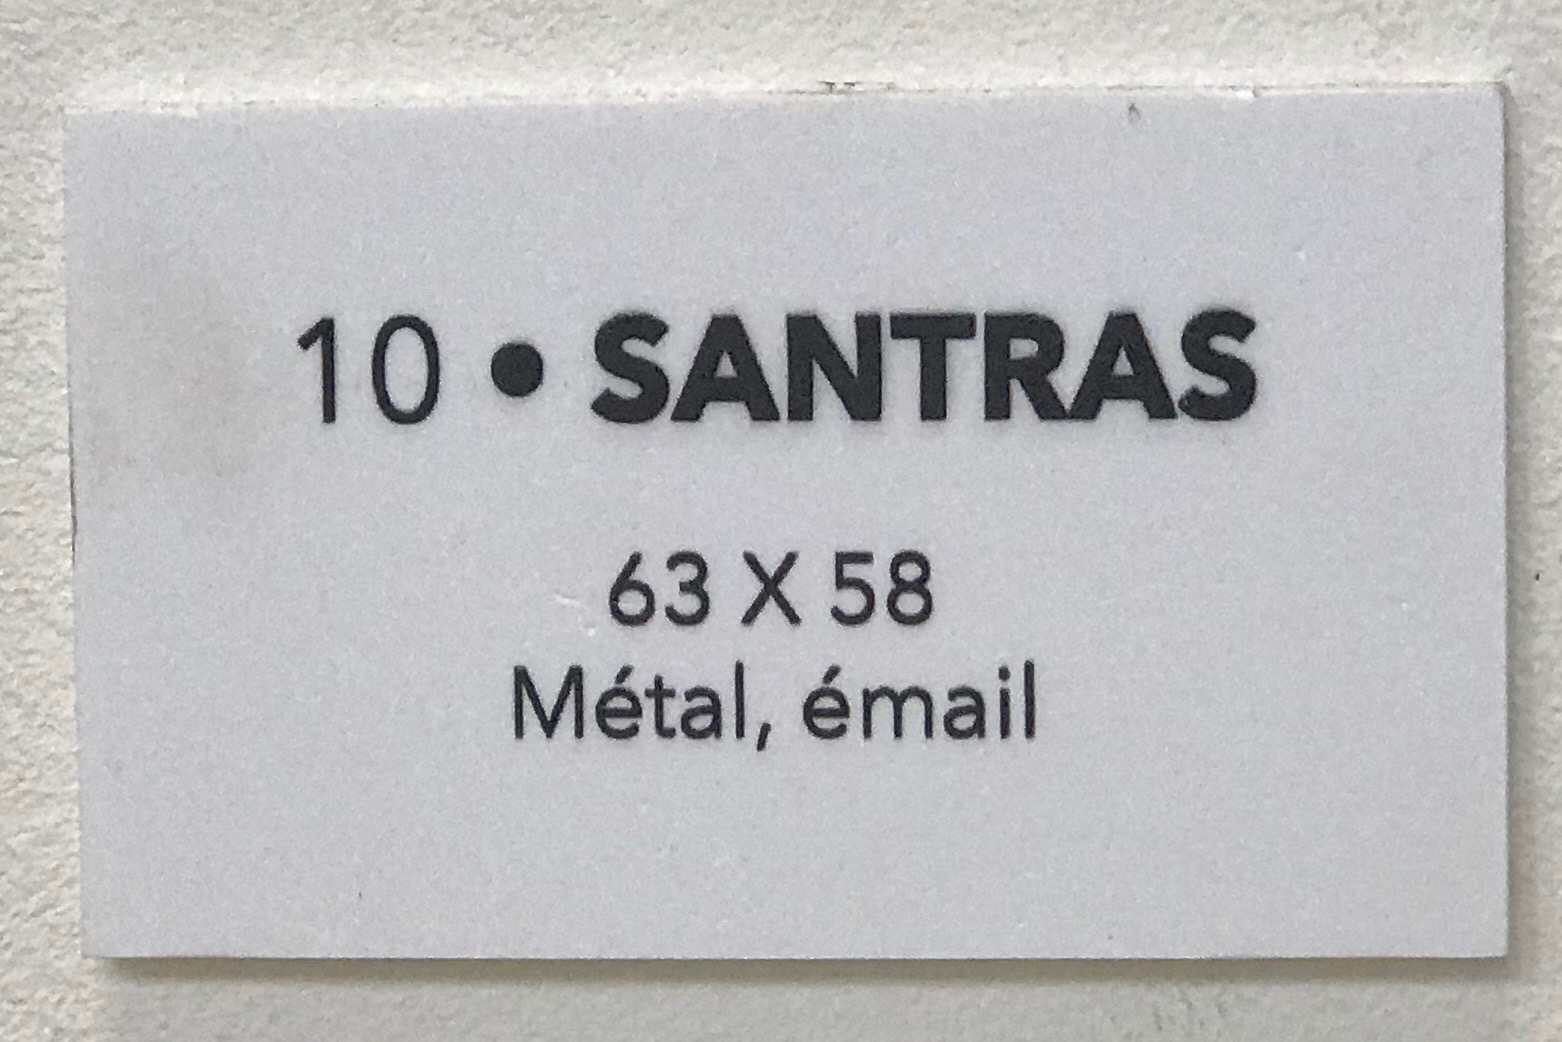 10 • SANTRAS
63 X 58
Métal, émail